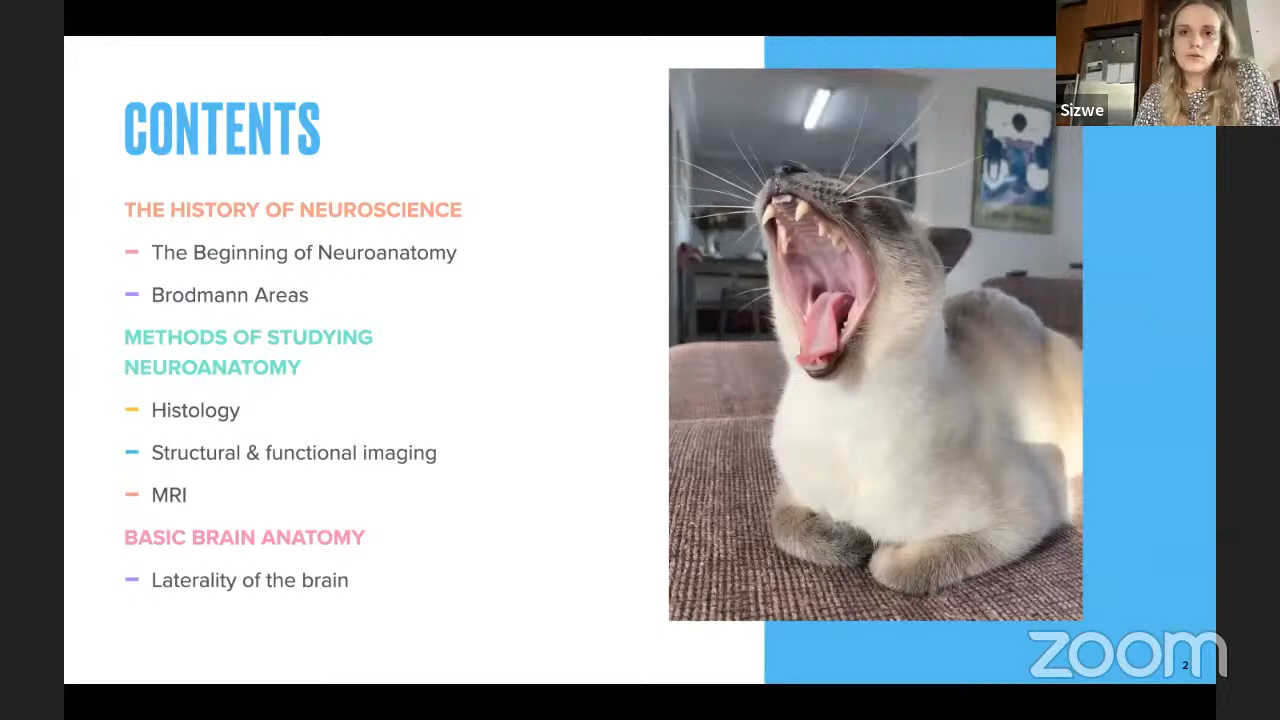 CONTENTS
THE HISTORY OF NEUROSCIENCE
The Beginning of Neuroanatomy
Brodmann Areas
METHODS OF STUDYING
NEUROANATOMY
Histology
Structural & functional imaging
MRI
BASIC BRAIN ANATOMY
Laterality of the brain
Sizwe
zoom
2